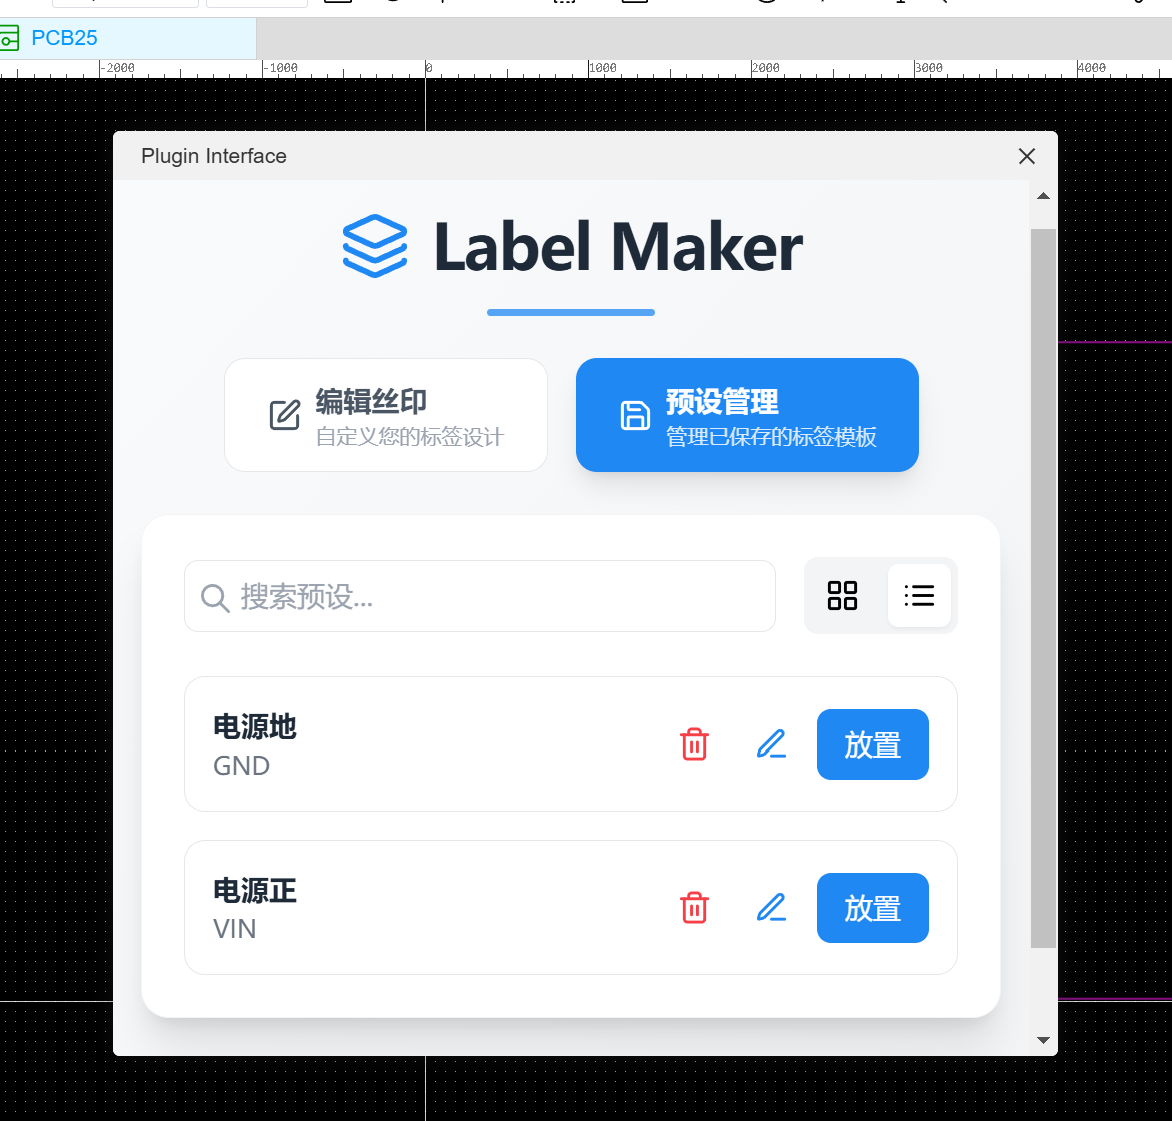 PCB25
-2000
-1000
0
1000
2000
3000
4000
Plugin Interface
Label Maker
编辑丝印
自定义您的标签设计
预设管理
管理已保存的标签模板
搜索预设...
电源地
GND
放置
电源正
VIN
放置